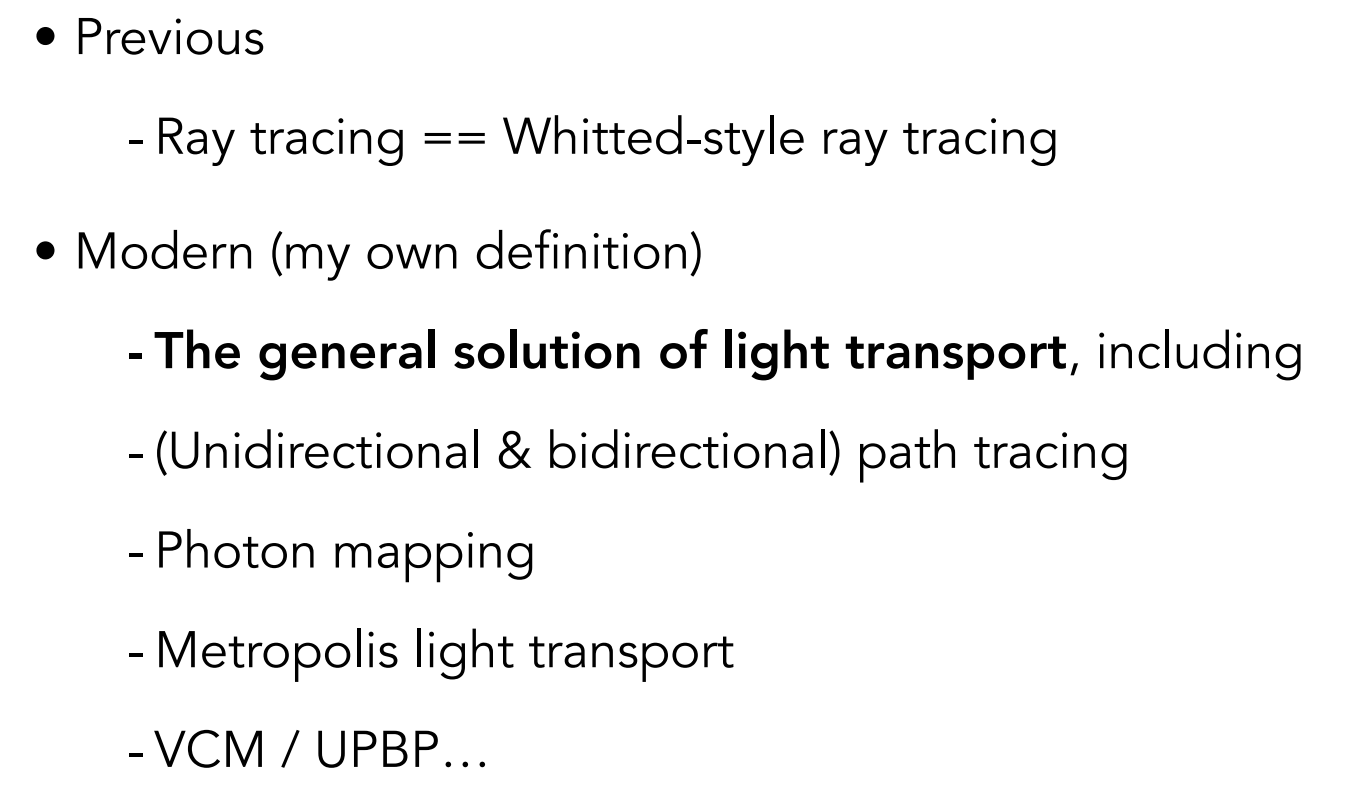 • Previous
- Ray tracing == Whitted-style ray tracing
• Modern (my own definition)
- The general solution of light transport, including
- (Unidirectional & bidirectional) path tracing
- Photon mapping
- Metropolis light transport
- VCM / UPBP…